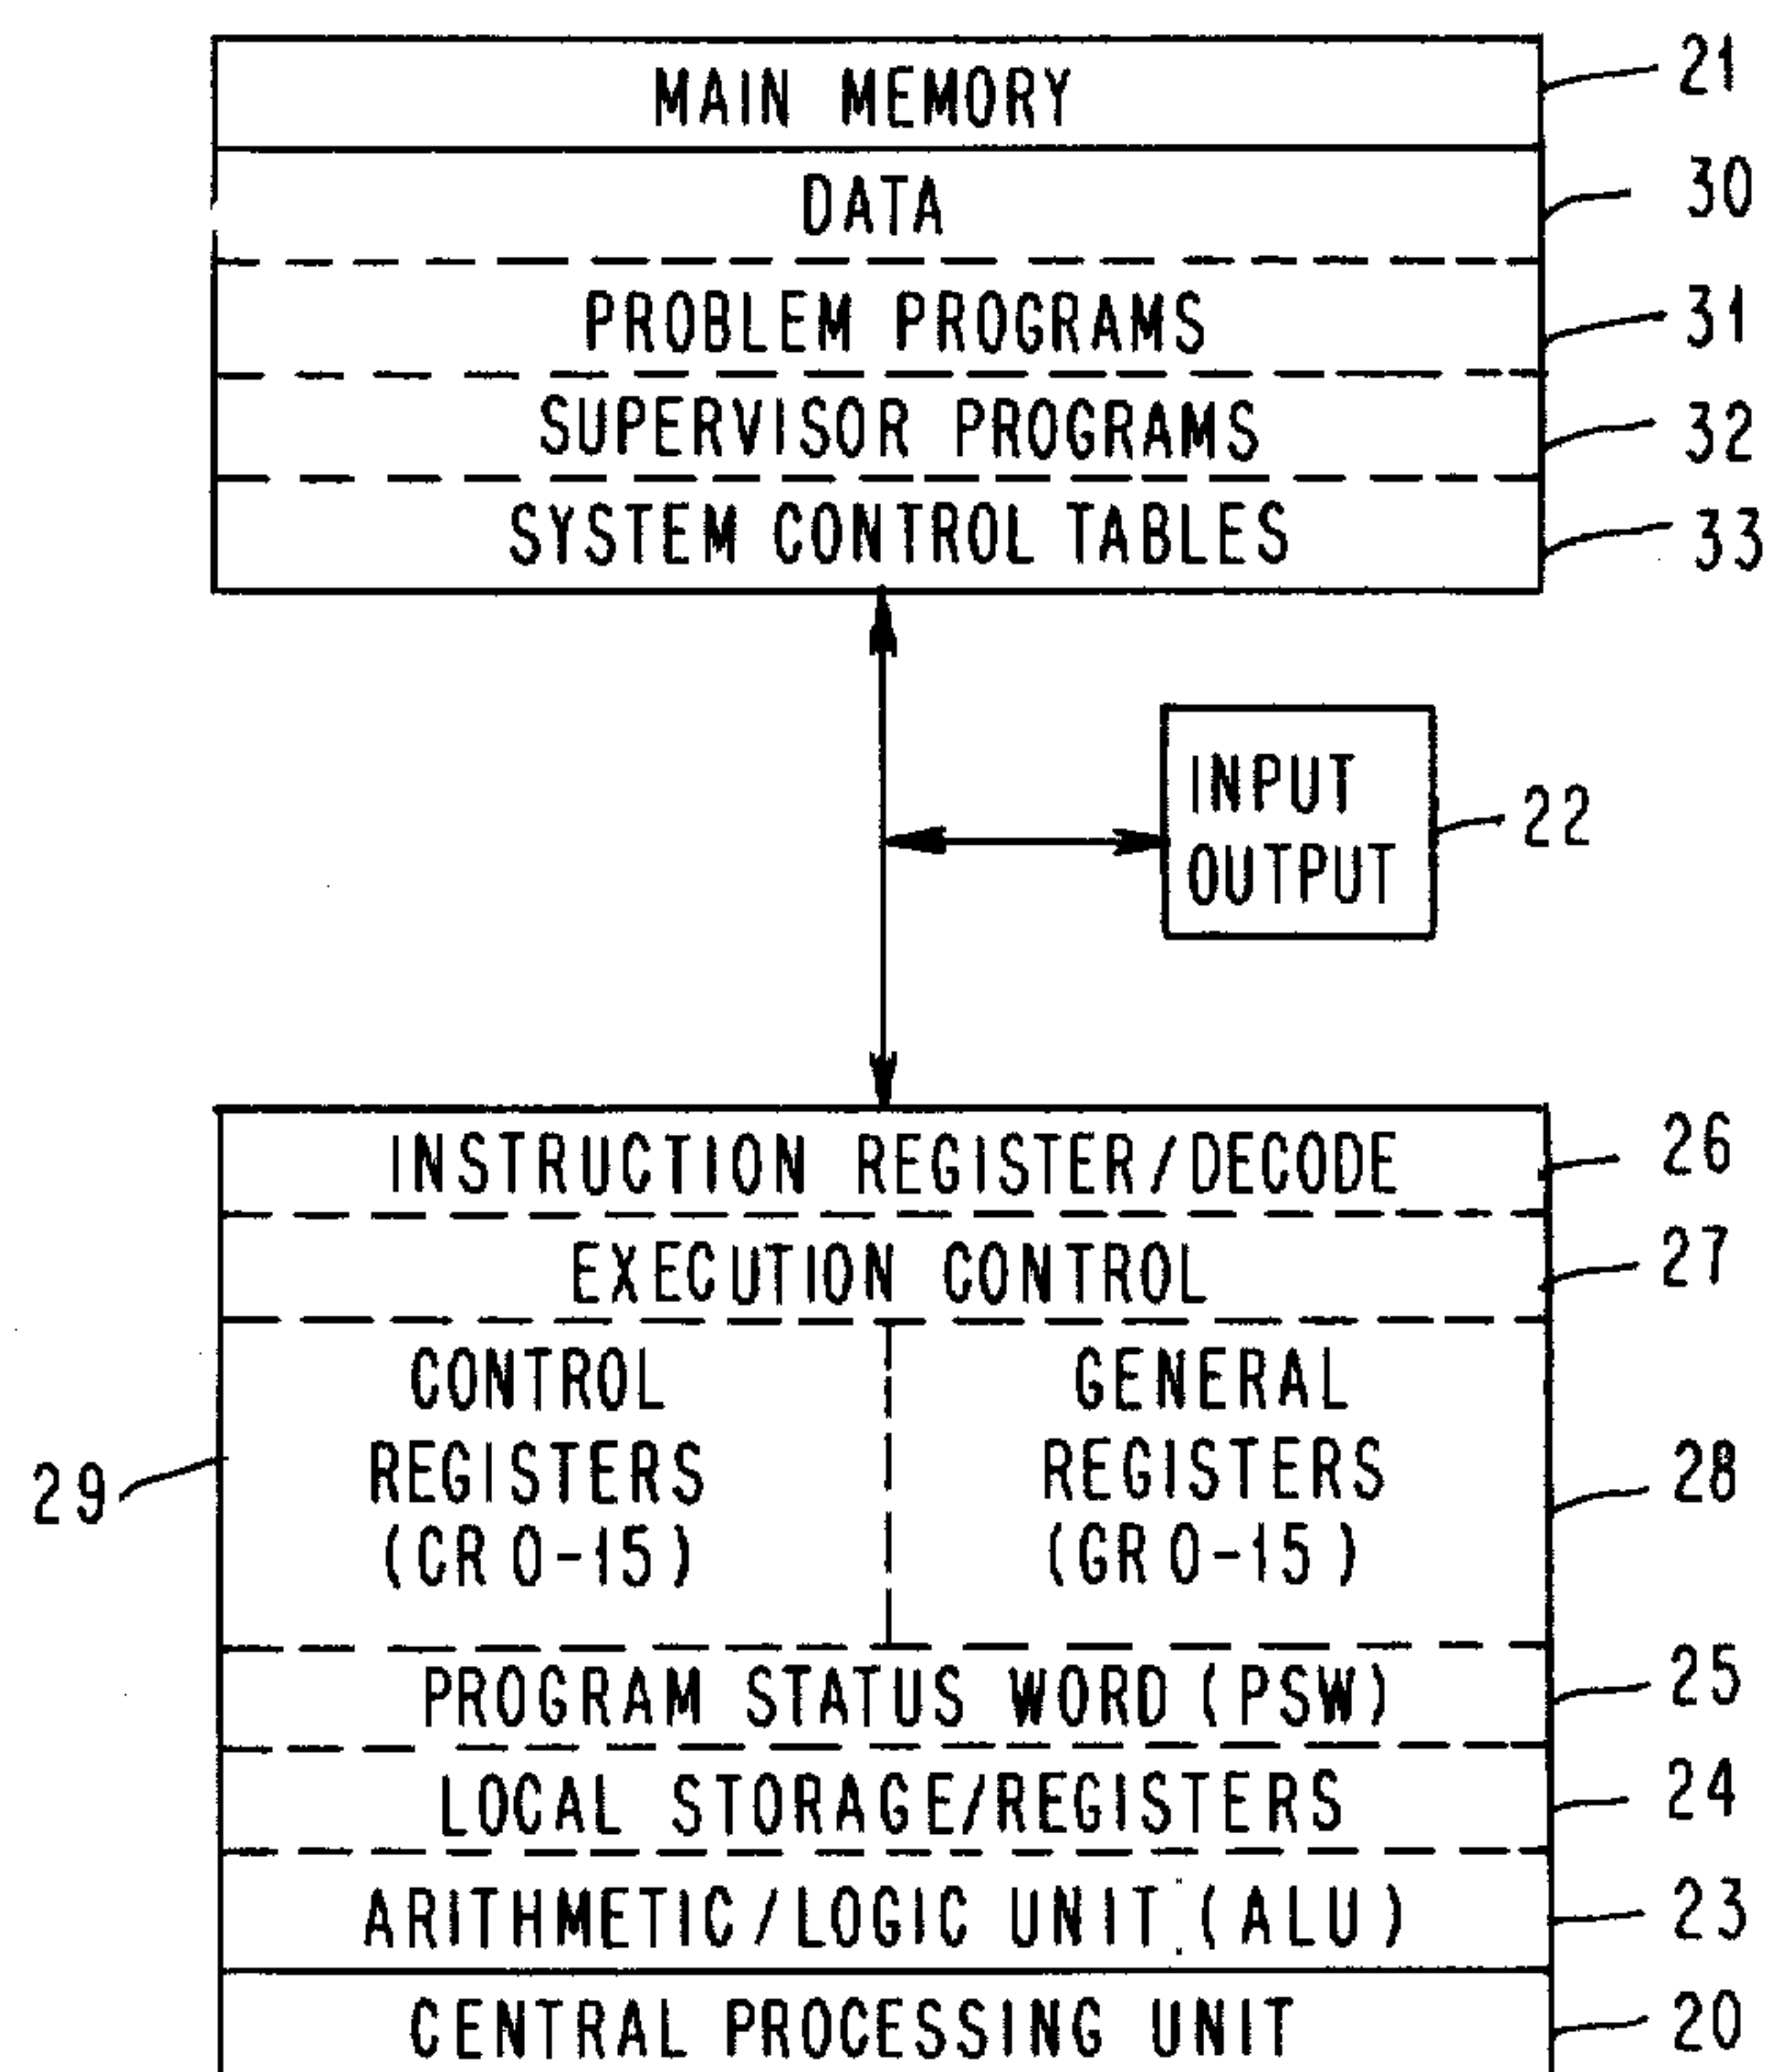 MAIN MEMORY 21
DATA 30
PROBLEM PROGRAMS 31
SUPERVISOR PROGRAMS 32
SYSTEM CONTROL TABLES 33
INPUT
OUTPUT
22
INSTRUCTION REGISTER/DECODE 26
EXECUTION CONTROL 27
CONTROL
REGISTERS
(CR 0-15)
29
GENERAL
REGISTERS
(GR 0-15)
28
PROGRAM STATUS WORD (PSW) 25
LOCAL STORAGE/REGISTERS 24
ARITHMETIC/LOGIC UNIT (ALU) 23
CENTRAL PROCESSING UNIT 20